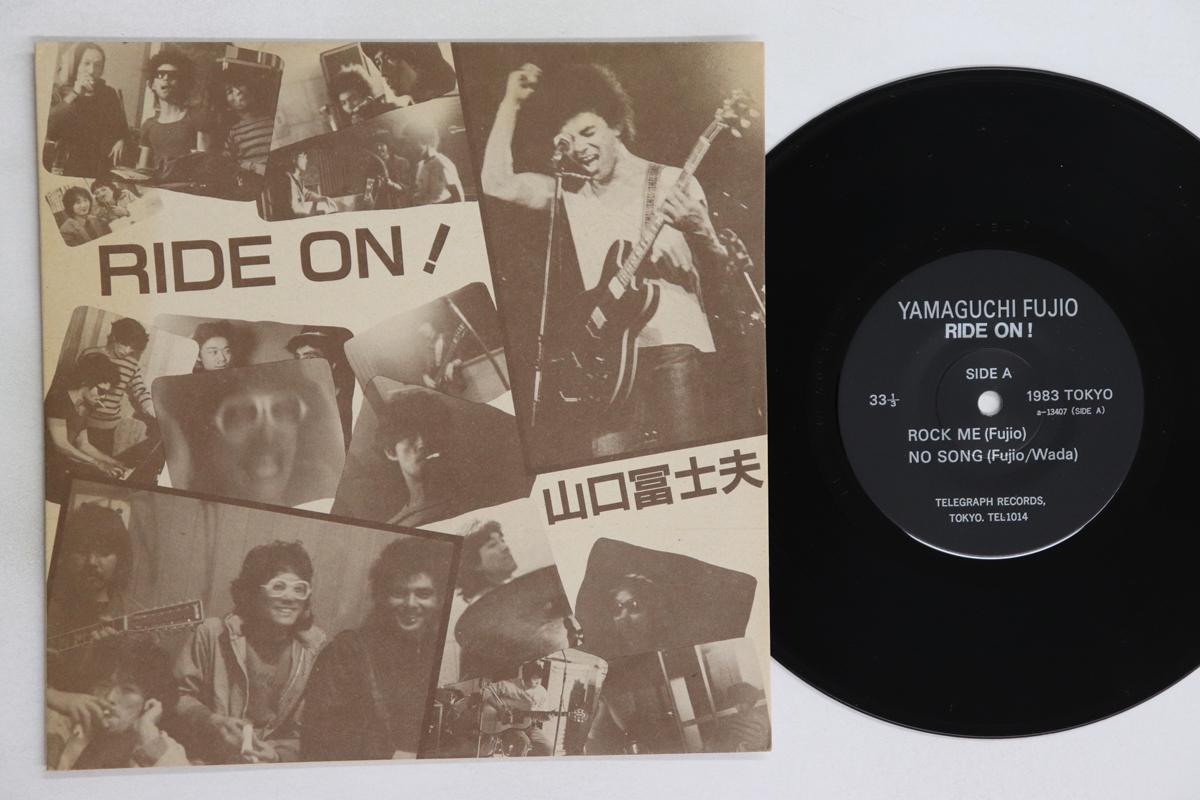 RIDE ON!
山口冨士夫
YAMAGUCHI FUJIO
RIDE ON!
SIDE A
33⅓
1983 TOKYO
a-13407 (SIDE A)
ROCK ME (Fujio)
NO SONG (Fujio/Wada)
TELEGRAPH RECORDS,
TOKYO. TEL1014